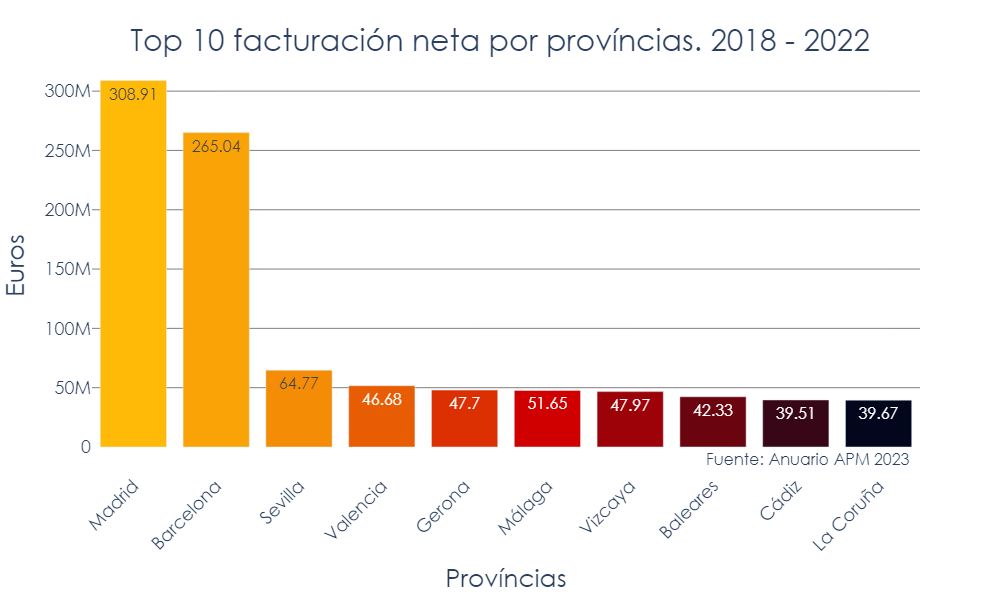 Top 10 facturación neta por províncias. 2018 - 2022
Euros
300M
250M
200M
150M
100M
50M
0
308.91
265.04
64.77
46.68
47.7
51.65
47.97
42.33
39.51
39.67
Fuente: Anuario APM 2023
Madrid
Barcelona
Sevilla
Valencia
Gerona
Málaga
Vizcaya
Baleares
Cádiz
La Coruña
Províncias